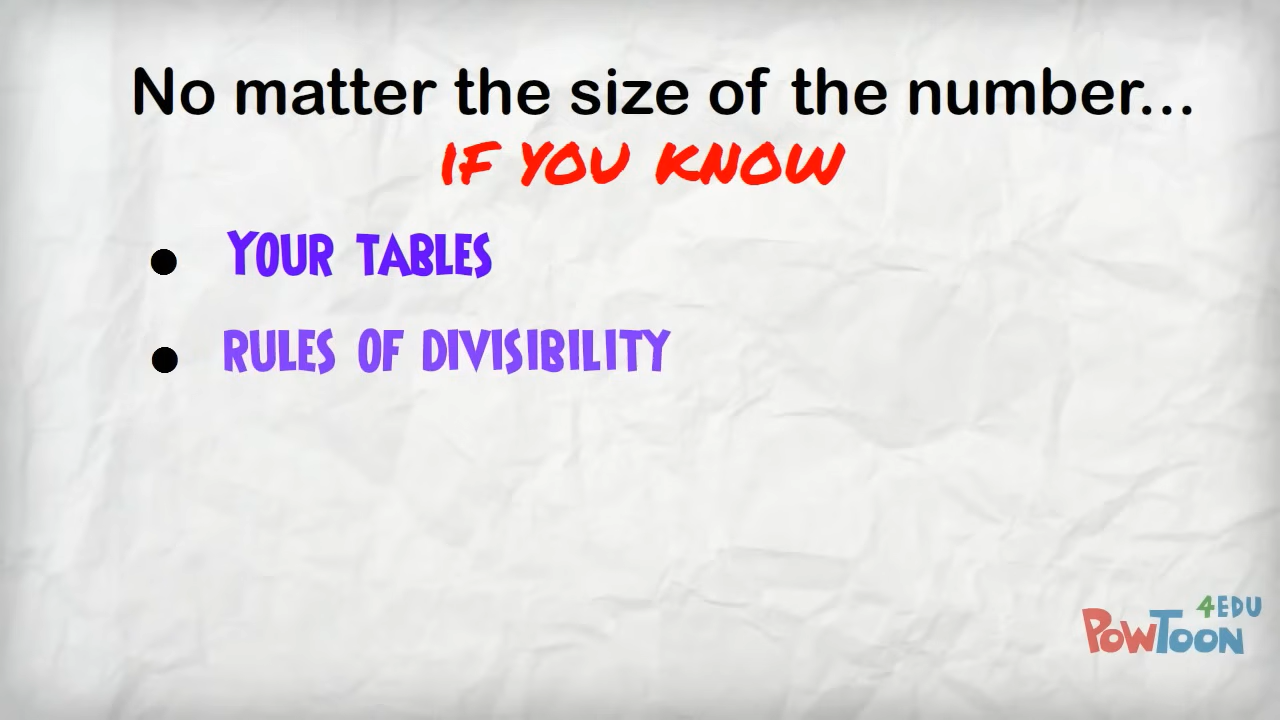 No matter the size of the number...
IF YOU KNOW
• YOUR TABLES
• RULES OF DIVISIBILITY
4EDU
POWTOON